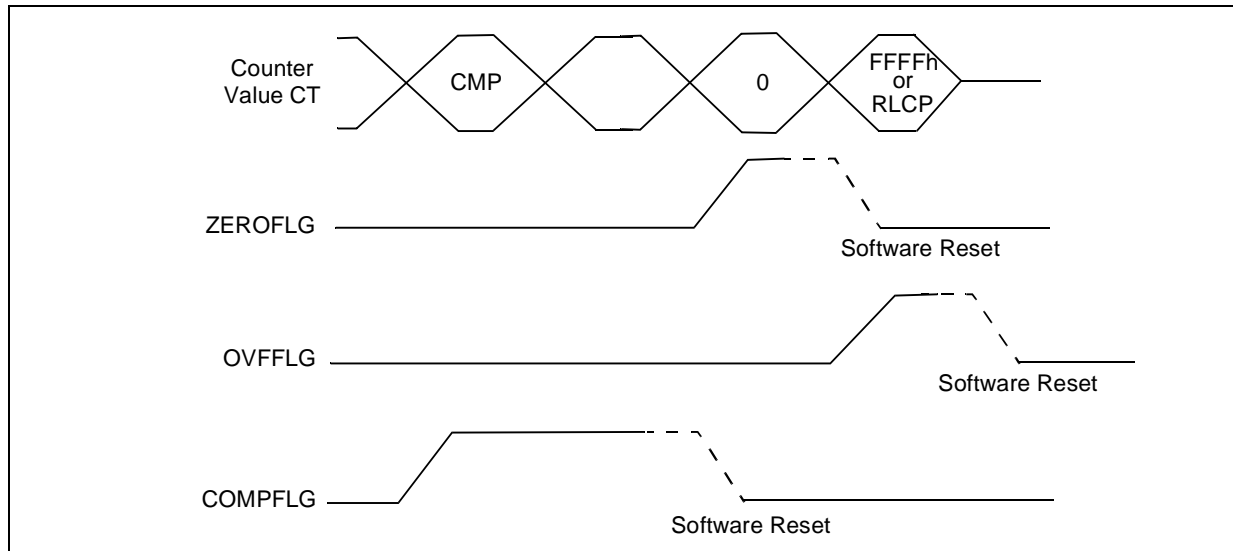 Counter
Value CT
CMP
0
FFFFh
or
RLCP
ZEROFLG
Software Reset
OVFFLG
Software Reset
COMPFLG
Software Reset